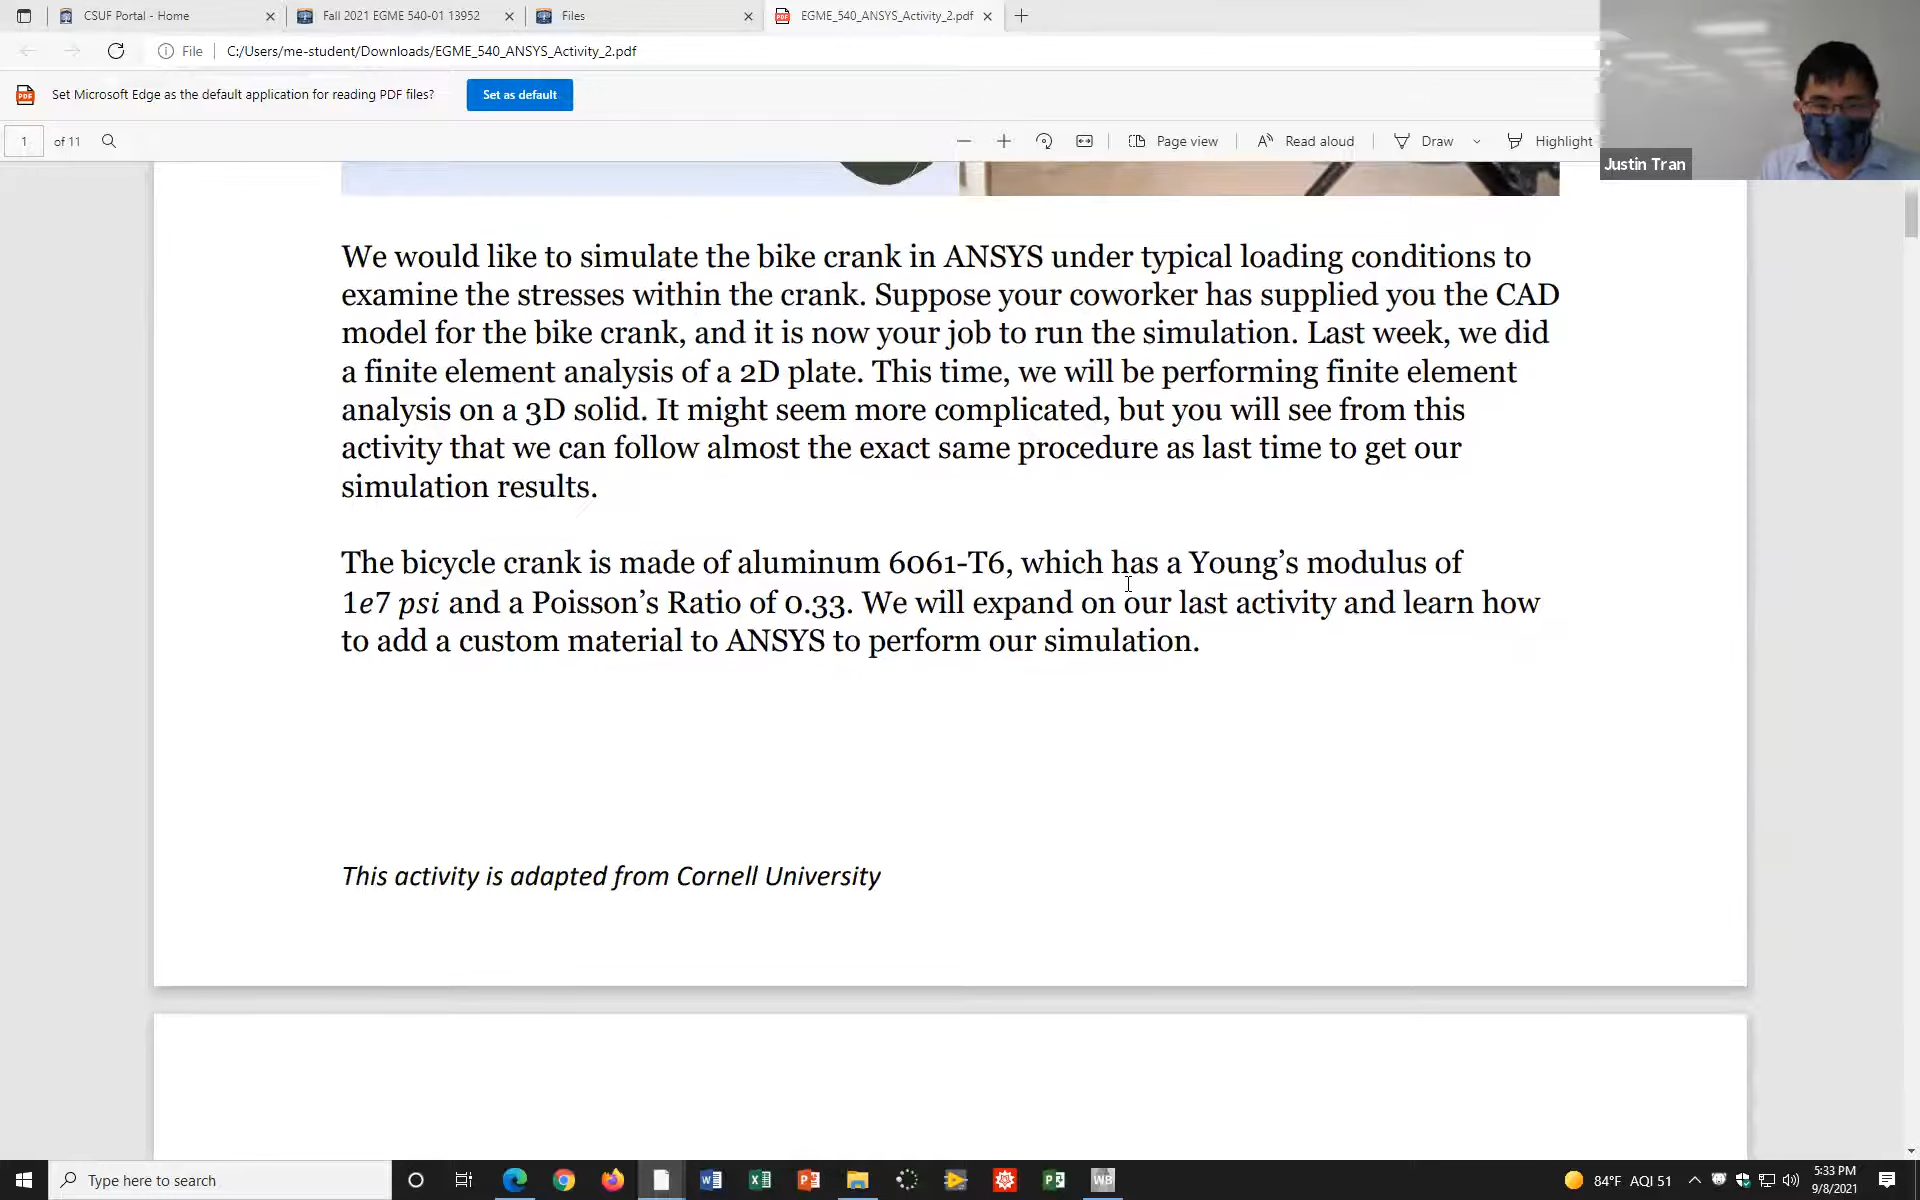 CSUF Portal - Home
Fall 2021 EGME 540-01 13952
Files
EGME_540_ANSYS_Activity_2.pdf
File
C:/Users/me-student/Downloads/EGME_540_ANSYS_Activity_2.pdf
Set Microsoft Edge as the default application for reading PDF files?
Set as default
1
of 11
Page view
Read aloud
Draw
Highlight
Justin Tran
We would like to simulate the bike crank in ANSYS under typical loading conditions to
examine the stresses within the crank. Suppose your coworker has supplied you the CAD
model for the bike crank, and it is now your job to run the simulation. Last week, we did
a finite element analysis of a 2D plate. This time, we will be performing finite element
analysis on a 3D solid. It might seem more complicated, but you will see from this
activity that we can follow almost the exact same procedure as last time to get our
simulation results.
The bicycle crank is made of aluminum 6061-T6, which has a Young's modulus of
1e7 psi and a Poisson's Ratio of 0.33. We will expand on our last activity and learn how
to add a custom material to ANSYS to perform our simulation.
This activity is adapted from Cornell University
Type here to search
WB
84°F AQI 51
5:33 PM
9/8/2021